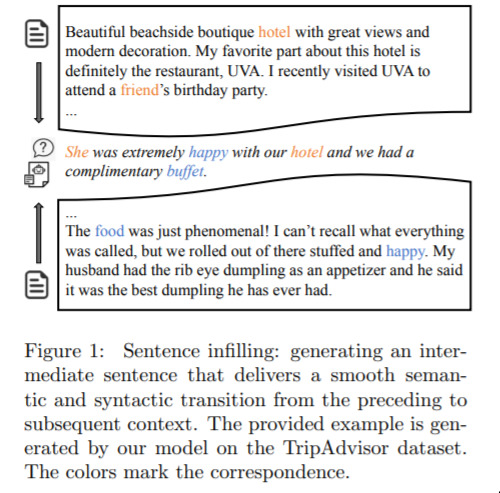 Beautiful beachside boutique hotel with great views and
modern decoration. My favorite part about this hotel is
definitely the restaurant, UVA. I recently visited UVA to
attend a friend's birthday party.
...
She was extremely happy with our hotel and we had a
complimentary buffet.
...
The food was just phenomenal! I can't recall what everything
was called, but we rolled out of there stuffed and happy. My
husband had the rib eye dumpling as an appetizer and he said
it was the best dumpling he has ever had.
Figure 1: Sentence infilling: generating an inter-
mediate sentence that delivers a smooth seman-
tic and syntactic transition from the preceding to
subsequent context. The provided example is gen-
erated by our model on the TripAdvisor dataset.
The colors mark the correspondence.